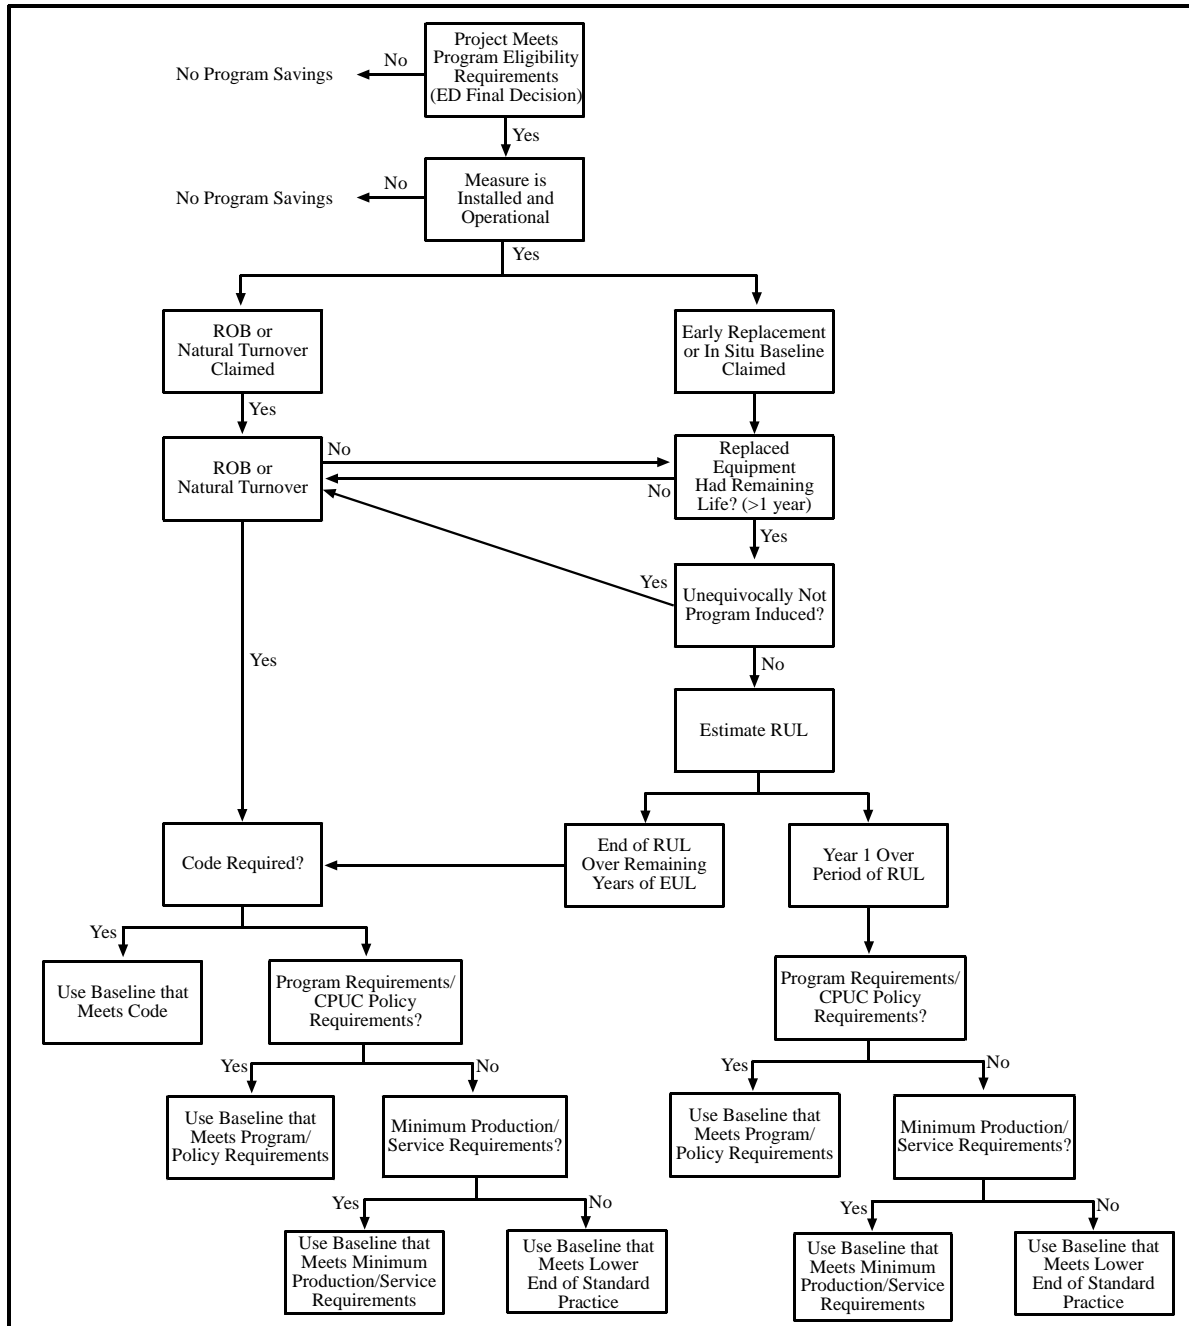 Project Meets
Program Eligibility
Requirements
(ED Final Decision)
No
No Program Savings
Yes
Measure is
Installed and
Operational
No
No Program Savings
Yes
ROB or
Natural Turnover
Claimed
Early Replacement
or In Situ Baseline
Claimed
Yes
ROB or
Natural Turnover
No
Replaced
Equipment
Had Remaining
Life? (>1 year)
No
Yes
Yes
Unequivocally Not
Program Induced?
Yes
No
Estimate RUL
Code Required?
End of RUL
Over Remaining
Years of EUL
Year 1 Over
Period of RUL
Yes
Use Baseline that
Meets Code
Program Requirements/
CPUC Policy
Requirements?
Program Requirements/
CPUC Policy
Requirements?
Yes
No
Yes
No
Use Baseline that
Meets Program/
Policy Requirements
Minimum Production/
Service Requirements?
Use Baseline that
Meets Program/
Policy Requirements
Minimum Production/
Service Requirements?
Yes
No
Yes
No
Use Baseline that
Meets Minimum
Production/Service
Requirements
Use Baseline that
Meets Lower
End of Standard
Practice
Use Baseline that
Meets Minimum
Production/Service
Requirements
Use Baseline that
Meets Lower
End of Standard
Practice